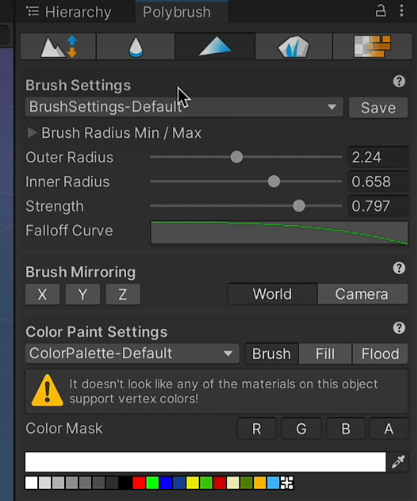 Hierarchy Polybrush
Brush Settings
BrushSettings-Default Save
Brush Radius Min / Max
Outer Radius 2.24
Inner Radius 0.658
Strength 0.797
Falloff Curve
Brush Mirroring
X Y Z World Camera
Color Paint Settings
ColorPalette-Default Brush Fill Flood
It doesn't look like any of the materials on this object
support vertex colors!
Color Mask R G B A